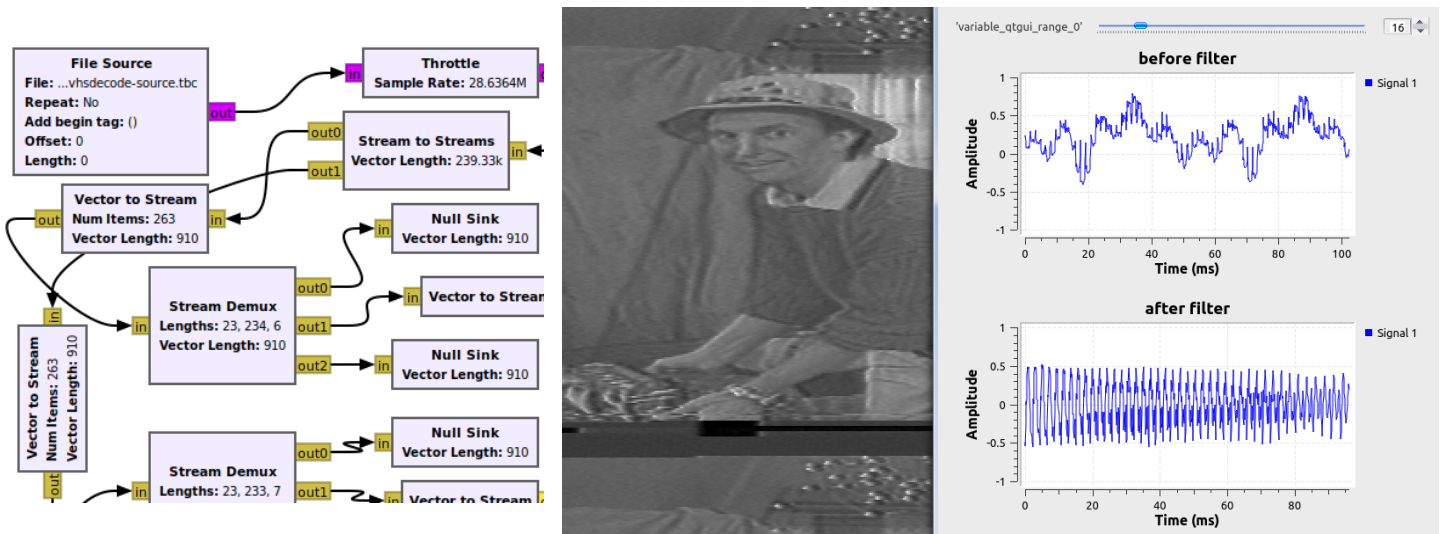 File Source
File: ...vhsdecode-source.tbc
Repeat: No
Add begin tag: ()
Offset: 0
Length: 0
out
in
Throttle
Sample Rate: 28.6364M
out0
out1
Stream to Streams
Vector Length: 239.33k
in
out
Vector to Stream
Num Items: 263
Vector Length: 910
in
in
Null Sink
Vector Length: 910
in
Stream Demux
Lengths: 23, 234, 6
Vector Length: 910
out0
out1
out2
in
Vector to Stream
in
Null Sink
Vector Length: 910
in
Vector to Stream
Num Items: 263
Vector Length: 910
out
in
Stream Demux
Lengths: 23, 233, 7
out0
out1
in
Null Sink
Vector Length: 910
in
Vector to Stream
'variable_qtgui_range_0'
16
before filter
Signal 1
Amplitude
1
0.5
0
-0.5
-1
0
20
40
60
80
100
Time (ms)
after filter
Signal 1
Amplitude
1
0.5
0
-0.5
-1
0
20
40
60
80
Time (ms)